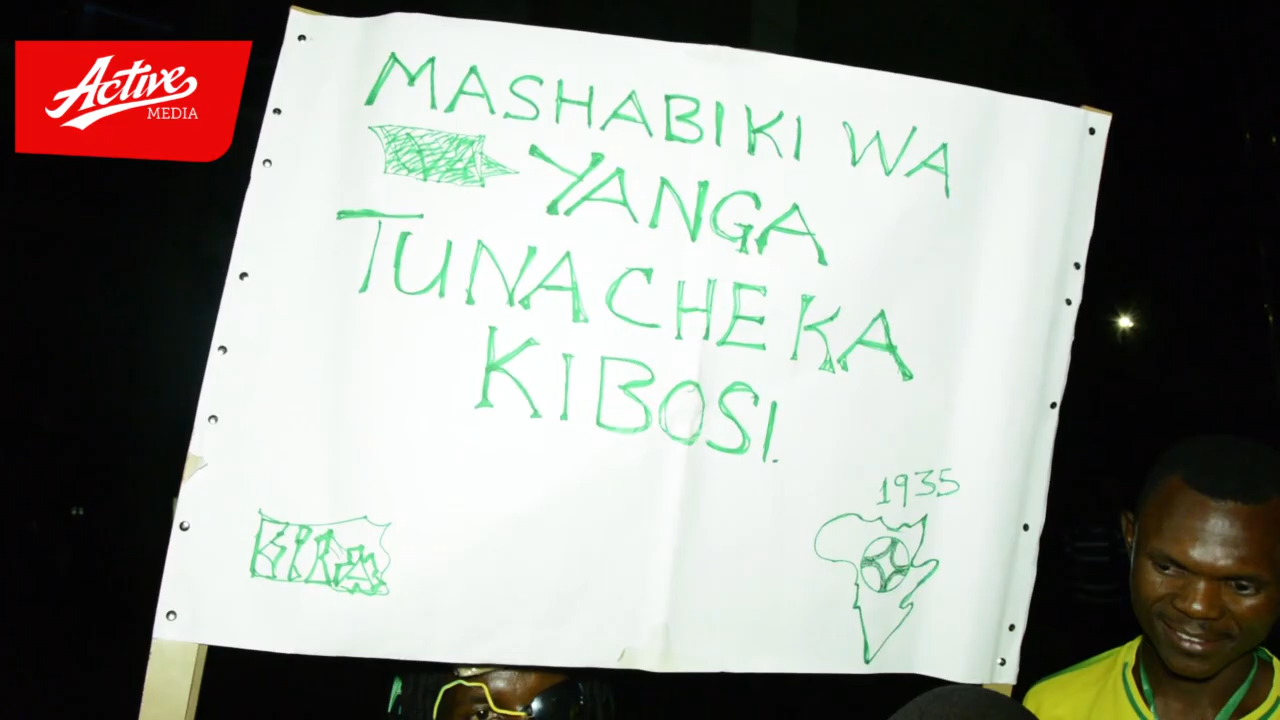 Active
MEDIA
MASHABIKI WA
YANGA
TUNACHEKA
KIBOSI!
1935